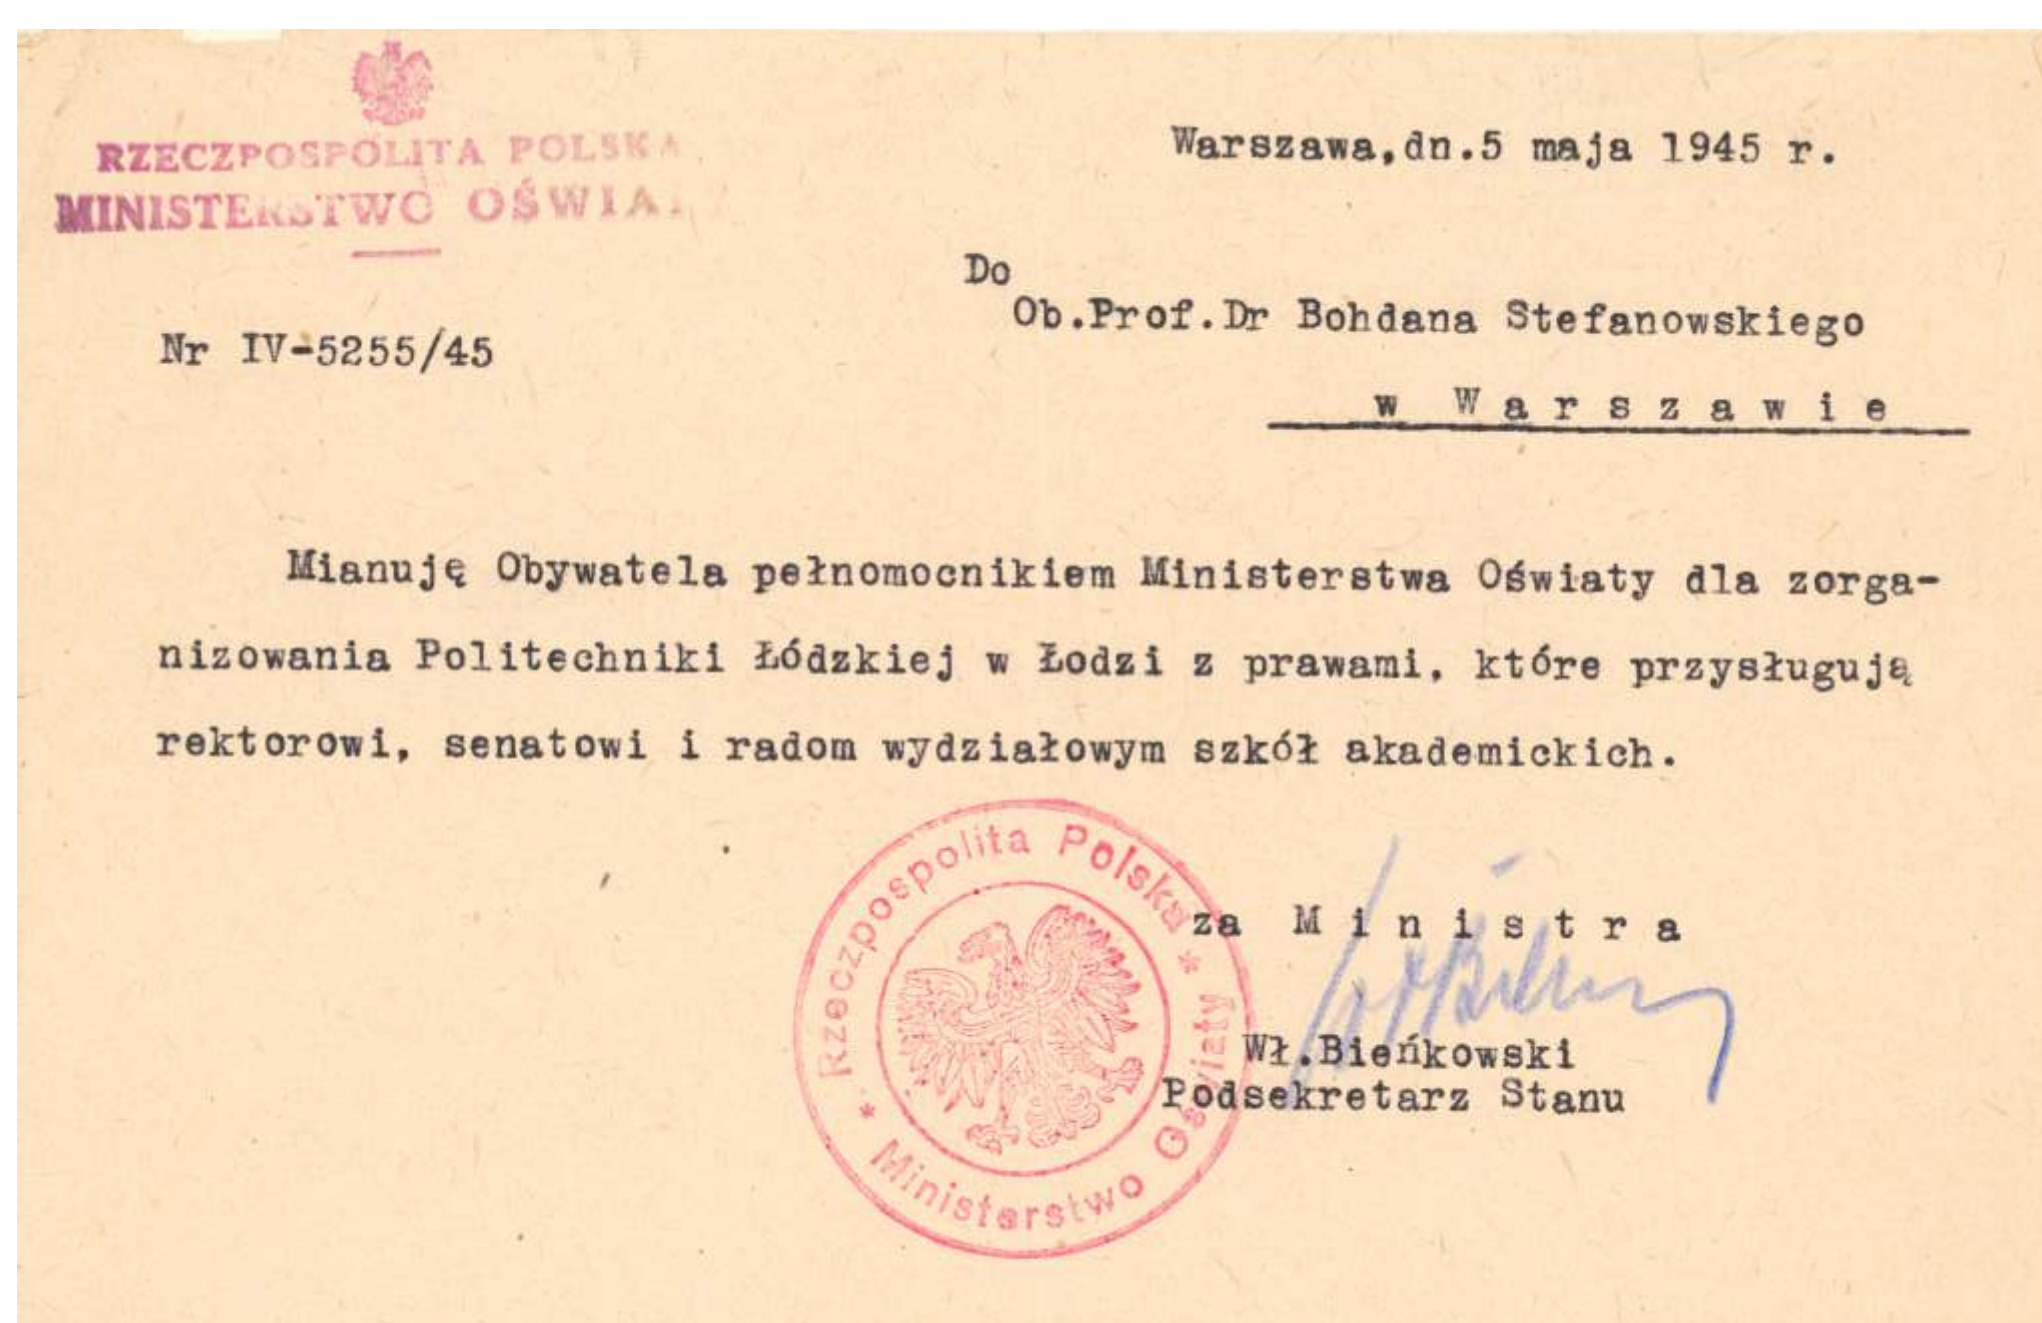 RZECZPOSPOLITA POLSKA
MINISTERSTWO OŚWIATY
Warszawa,dn.5 maja 1945 r.
Nr IV-5255/45
Do
Ob.Prof.Dr Bohdana Stefanowskiego
w Warszawie
Mianuję Obywatela pełnomocnikiem Ministerstwa Oświaty dla zorga-
nizowania Politechniki Łódzkiej w Łodzi z prawami, które przysługują
rektorowi, senatowi i radom wydziałowym szkół akademickich.
za Ministra
Wł.Bieńkowski
Podsekretarz Stanu
Rzeczpospolita Polska * Ministerstwo Oświaty *